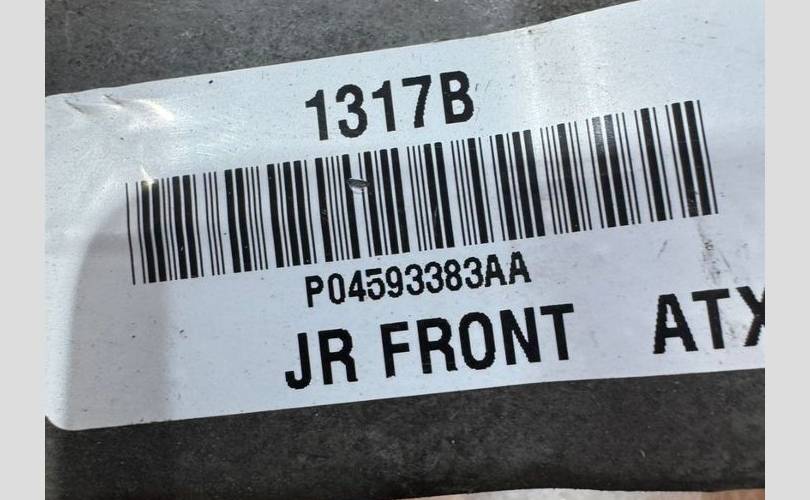 1317B
P04593383AA
JR FRONT ATX